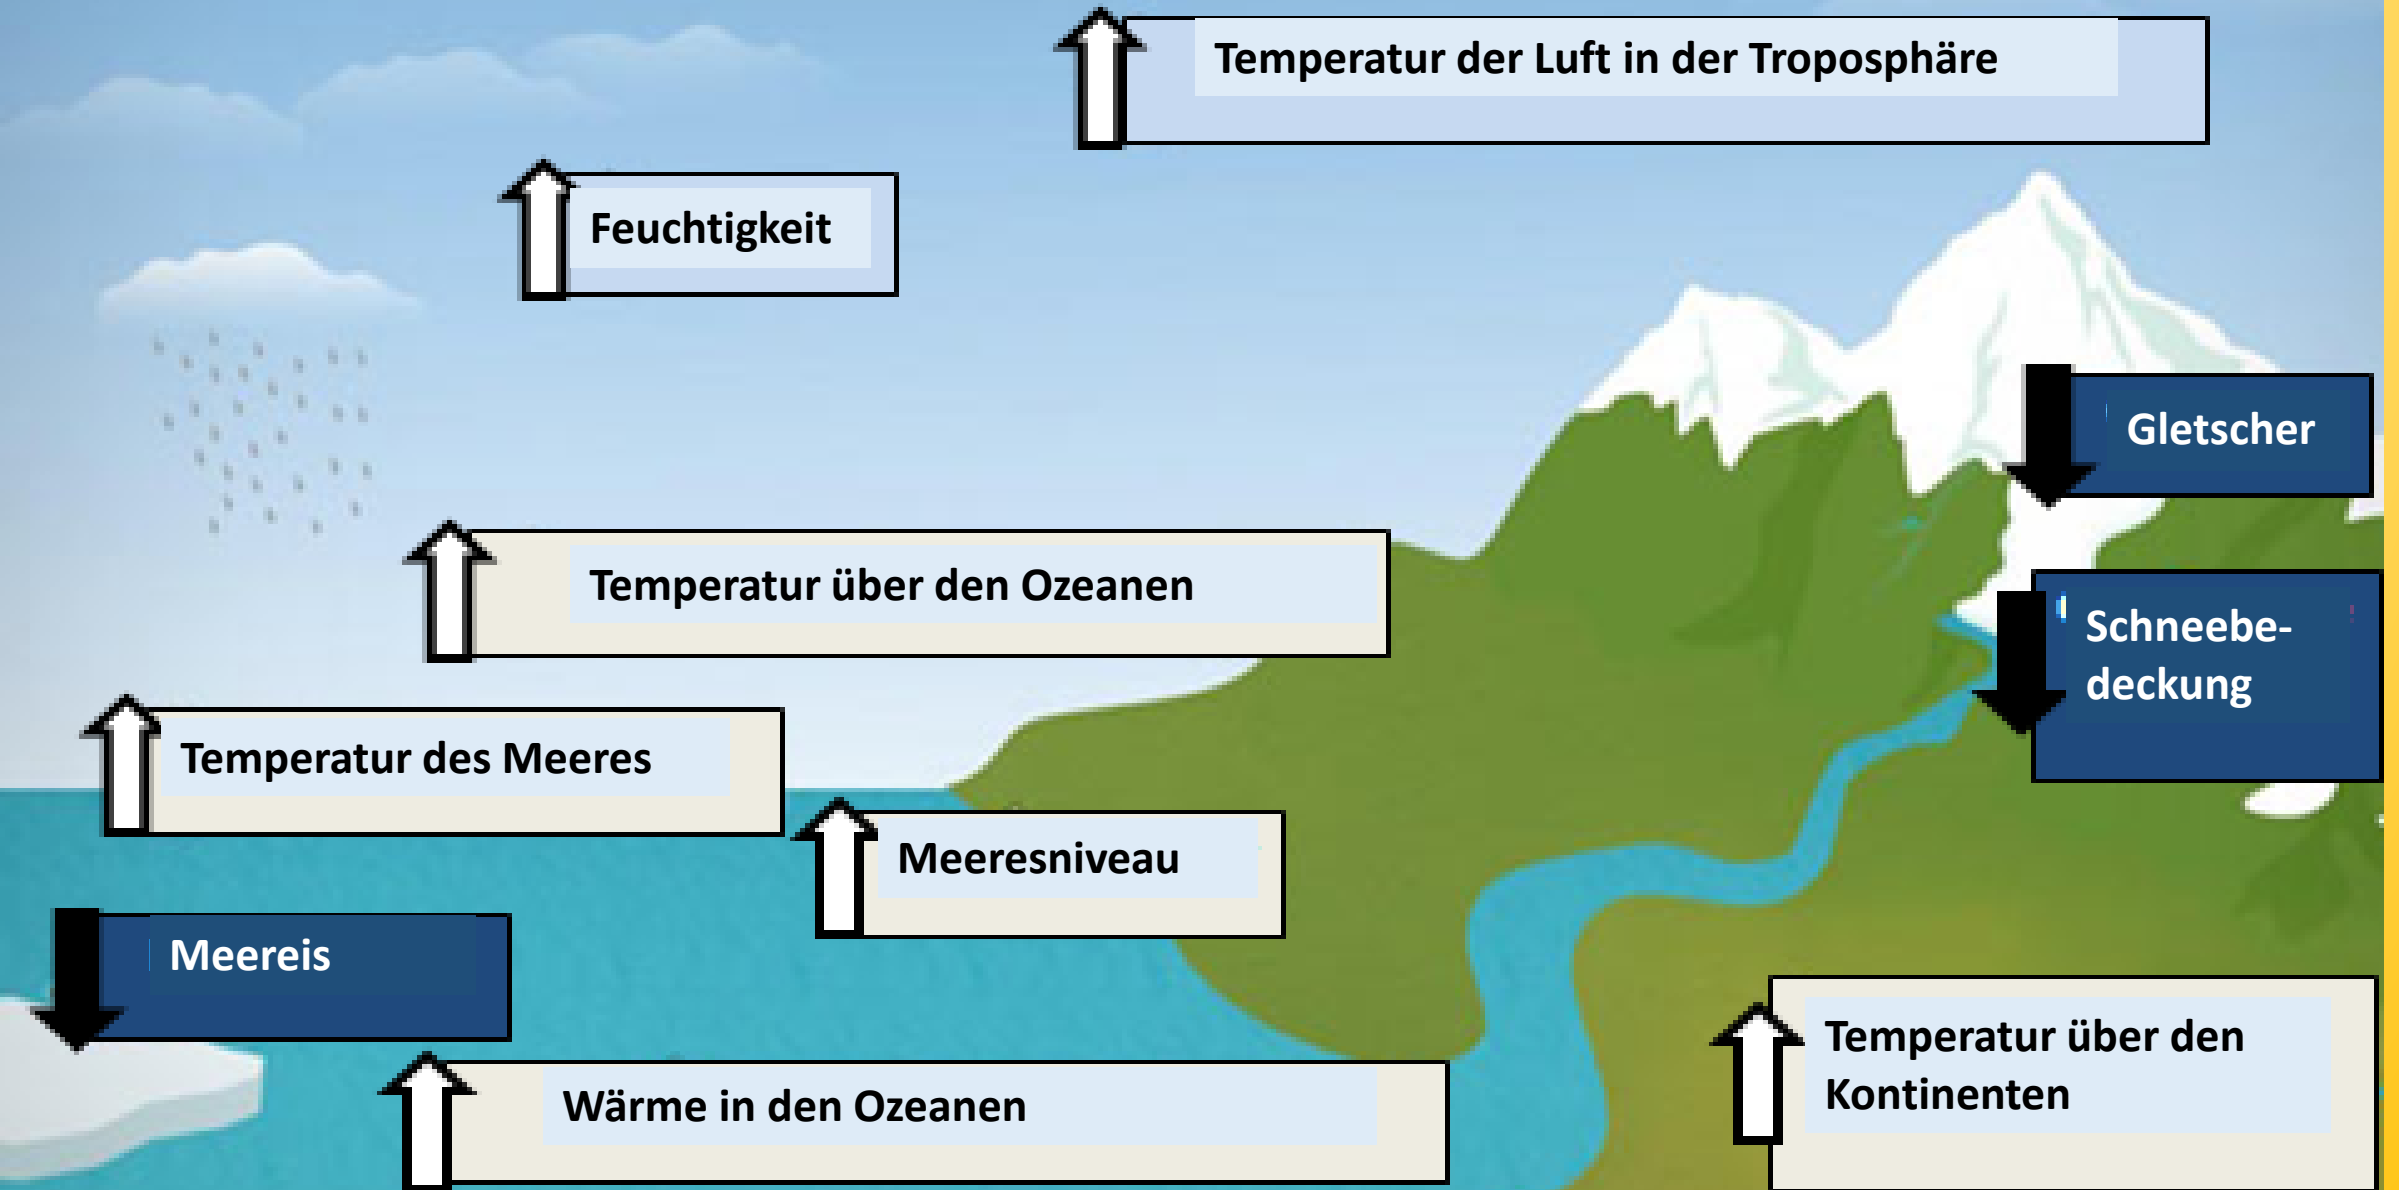 Temperatur der Luft in der Troposphäre
Feuchtigkeit
Gletscher
Temperatur über den Ozeanen
Schneebe-
deckung
Temperatur des Meeres
Meeresniveau
Meereis
Temperatur über den
Kontinenten
Wärme in den Ozeanen